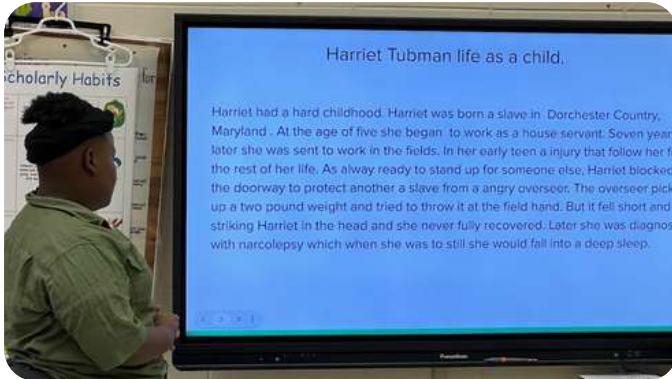 Scholarly Habits
for
Harriet Tubman life as a child.
Harriet had a hard childhood. Harriet was born a slave in Dorchester Country,
Maryland . At the age of five she began to work as a house servant. Seven year
later she was sent to work in the fields. In her early teen a injury that follow her f
the rest of her life. As alway ready to stand up for someone else, Harriet blocked
the doorway to protect another a slave from a angry overseer. The overseer pic
up a two pound weight and tried to throw it at the field hand. But it fell short and
striking Harriet in the head and she never fully recovered. Later she was diagnos
with narcolepsy which when she was to still she would fall into a deep sleep.
Promethean